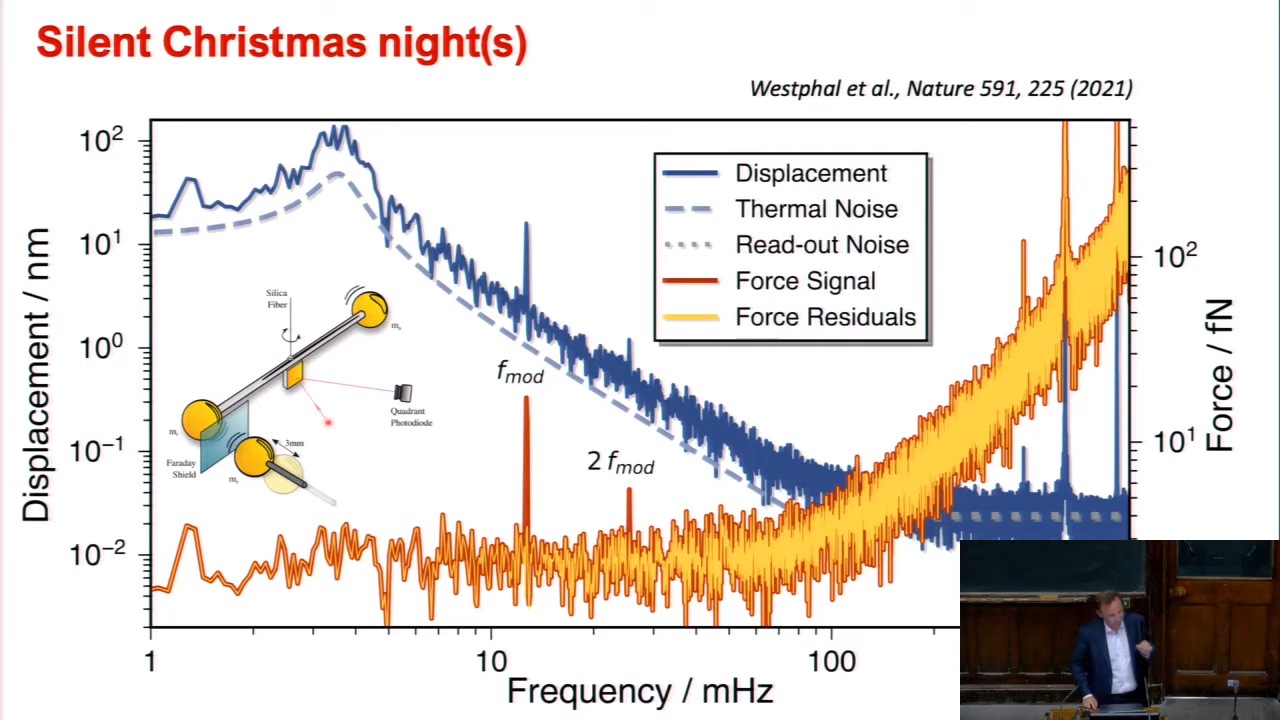 Silent Christmas night(s)
Westphal et al., Nature 591, 225 (2021)
10²
10¹
10⁰
10⁻¹
10⁻²
Displacement / nm
Displacement
Thermal Noise
Read-out Noise
Force Signal
Force Residuals
f_mod
2 f_mod
Silica
Fiber
Quadrant
Photodiode
Faraday
Shield
3mm
10²
10¹
Force / fN
1
10
100
Frequency / mHz